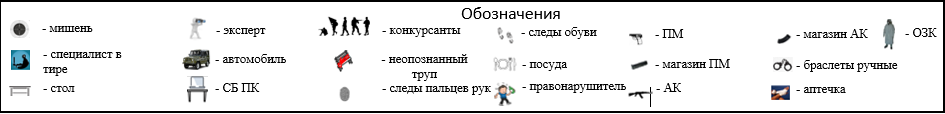 Обозначения
- мишень
- эксперт
- конкурсанты
- следы обуви
- ПМ
- магазин АК
- ОЗК
- специалист в
тире
- автомобиль
- неопознанный
труп
- посуда
- магазин ПМ
- браслеты ручные
- стол
- СБ ПК
- следы пальцев рук
- правонарушитель
- АК
- аптечка